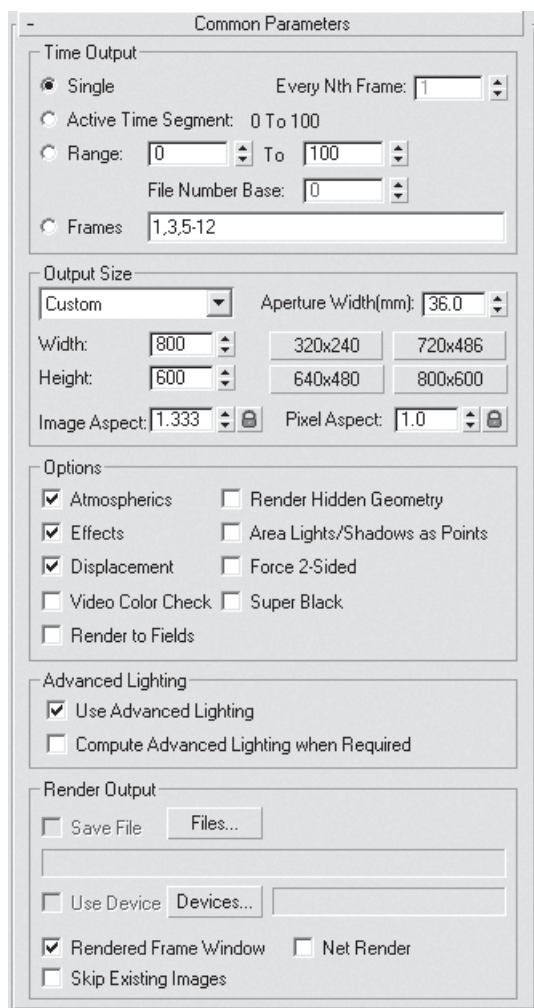 - Common Parameters
Time Output
Single Every Nth Frame: 1
Active Time Segment: 0 To 100
Range: 0 To 100
File Number Base: 0
Frames 1,3,5-12
Output Size
Custom Aperture Width(mm): 36.0
Width: 800 320x240 720x486
Height: 600 640x480 800x600
Image Aspect: 1.333 Pixel Aspect: 1.0
Options
Atmospherics Render Hidden Geometry
Effects Area Lights/Shadows as Points
Displacement Force 2-Sided
Video Color Check Super Black
Render to Fields
Advanced Lighting
Use Advanced Lighting
Compute Advanced Lighting when Required
Render Output
Save File Files...
Use Device Devices...
Rendered Frame Window Net Render
Skip Existing Images